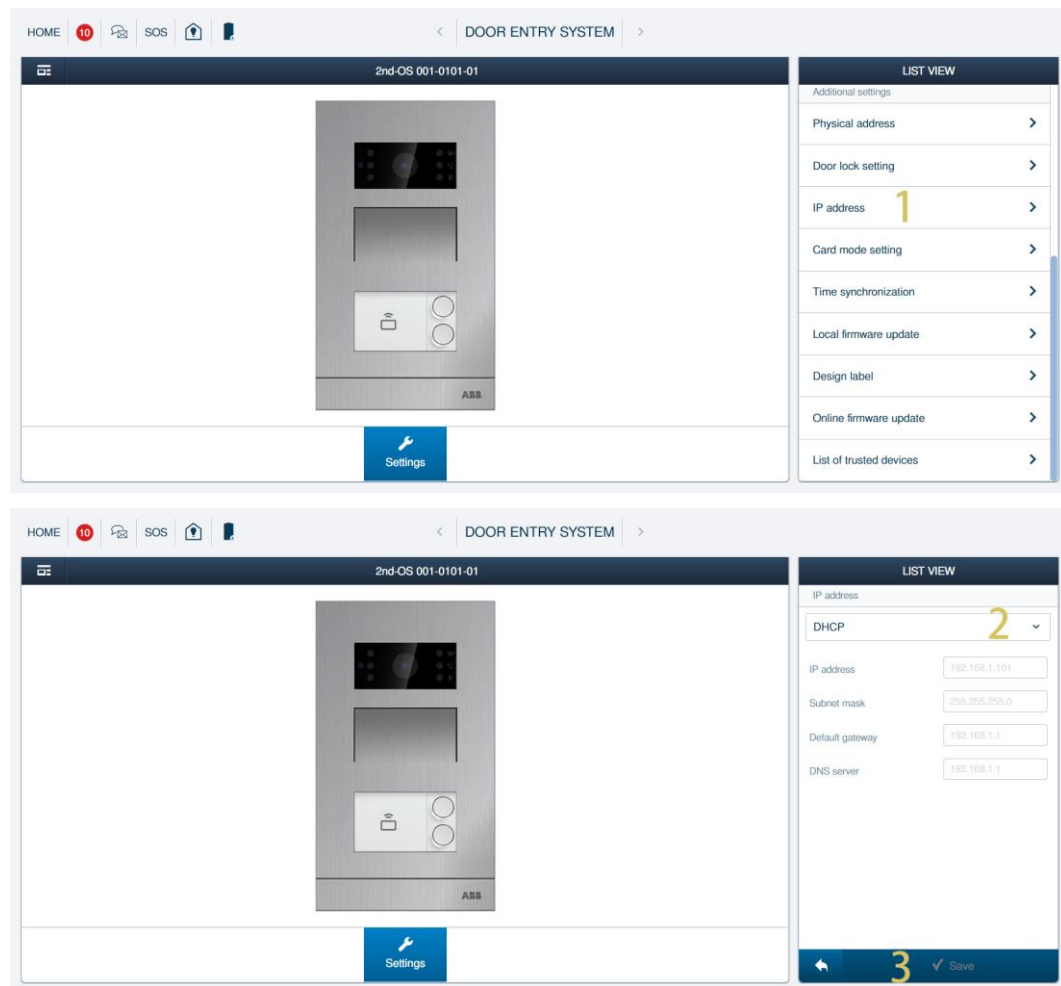 HOME 10 SOS DOOR ENTRY SYSTEM
2nd-OS 001-0101-01
ABB
Settings
LIST VIEW
Additional settings
Physical address
Door lock setting
IP address 1
Card mode setting
Time synchronization
Local firmware update
Design label
Online firmware update
List of trusted devices
HOME 10 SOS DOOR ENTRY SYSTEM
2nd-OS 001-0101-01
ABB
Settings
LIST VIEW
IP address
DHCP 2
IP address 192.168.1.101
Subnet mask 255.255.255.0
Default gateway 192.168.1.1
DNS server 192.168.1.1
3 Save